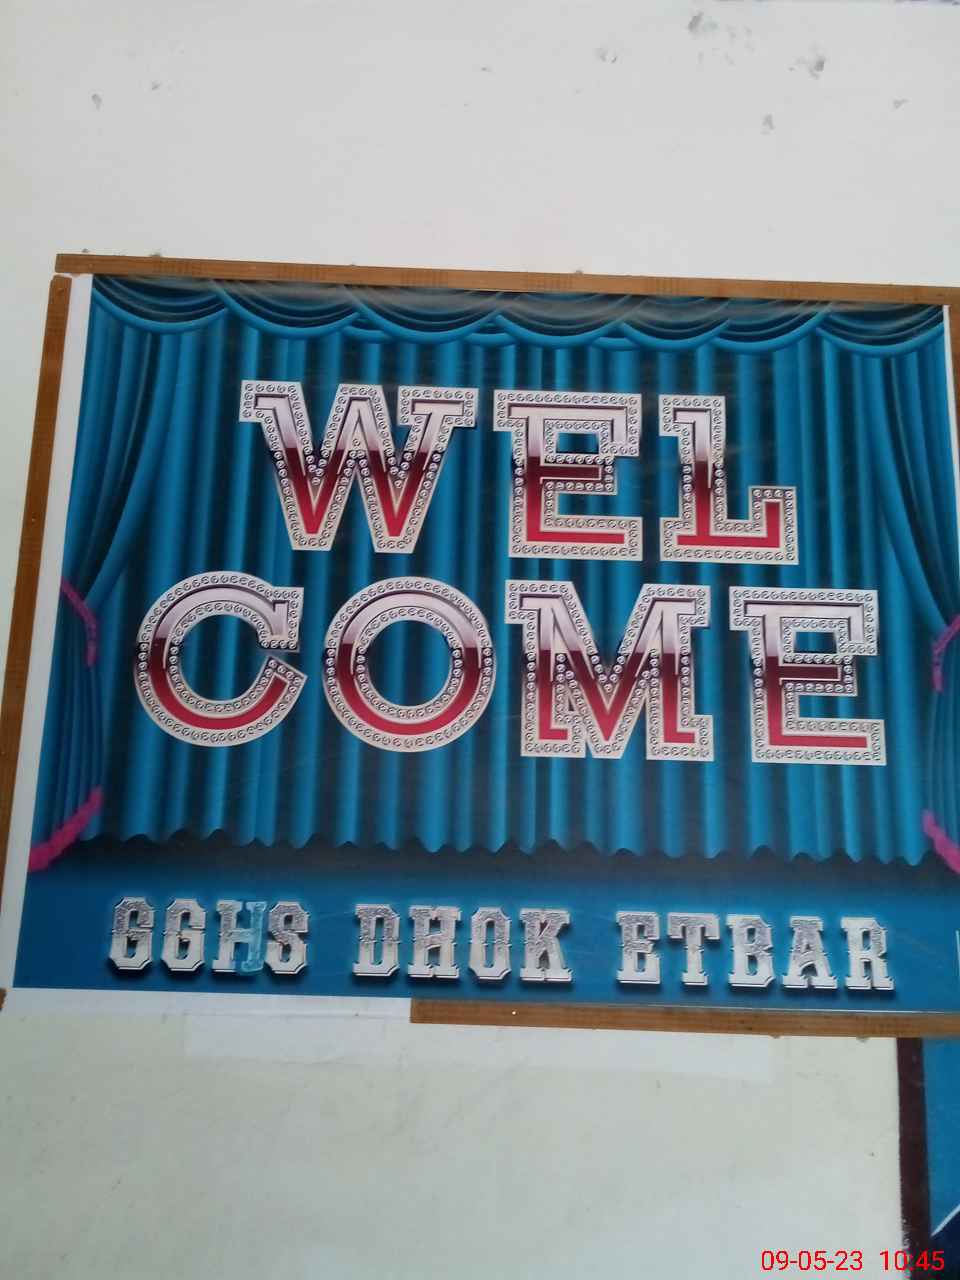 WEL
COME
GGHS DHOK ETBAR
09-05-23 10:45